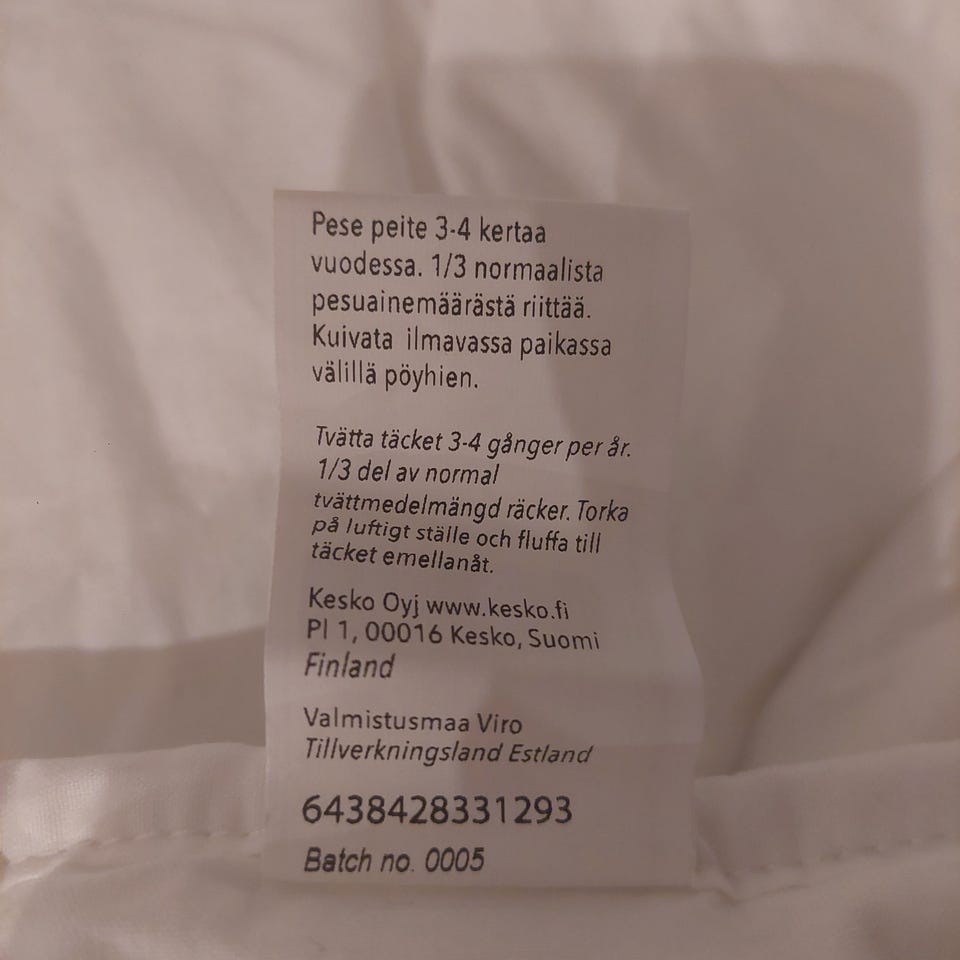 Pese peite 3-4 kertaa
vuodessa. 1/3 normaalista
pesuainemäärästä riittää.
Kuivata ilmavassa paikassa
välillä pöyhien.
Tvätta täcket 3-4 gånger per år.
1/3 del av normal
tvättmedelmängd räcker. Torka
på luftigt ställe och fluffa till
täcket emellanåt.
Kesko Oyj www.kesko.fi
Pl 1, 00016 Kesko, Suomi
Finland
Valmistusmaa Viro
Tillverkningsland Estland
6438428331293
Batch no. 0005